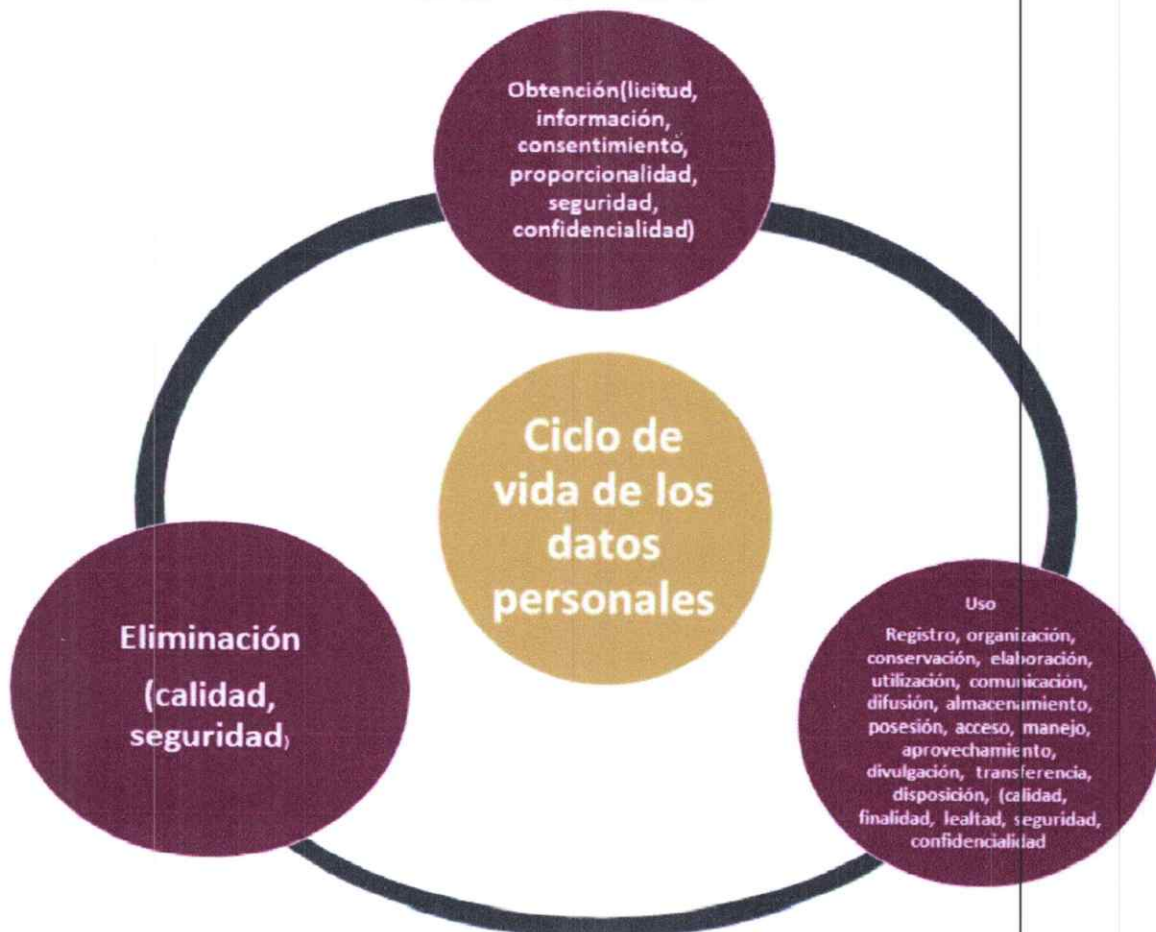 Obtención(licitud,
información,
consentimiento,
proporcionalidad,
seguridad,
confidencialidad)
Ciclo de
vida de los
datos
personales
Uso
Registro, organización,
conservación, elaboración,
utilización, comunicación,
difusión, almacenamiento,
posesión, acceso, manejo,
aprovechamiento,
divulgación, transferencia,
disposición, (calidad,
finalidad, lealtad, seguridad,
confidencialidad
Eliminación
(calidad,
seguridad)